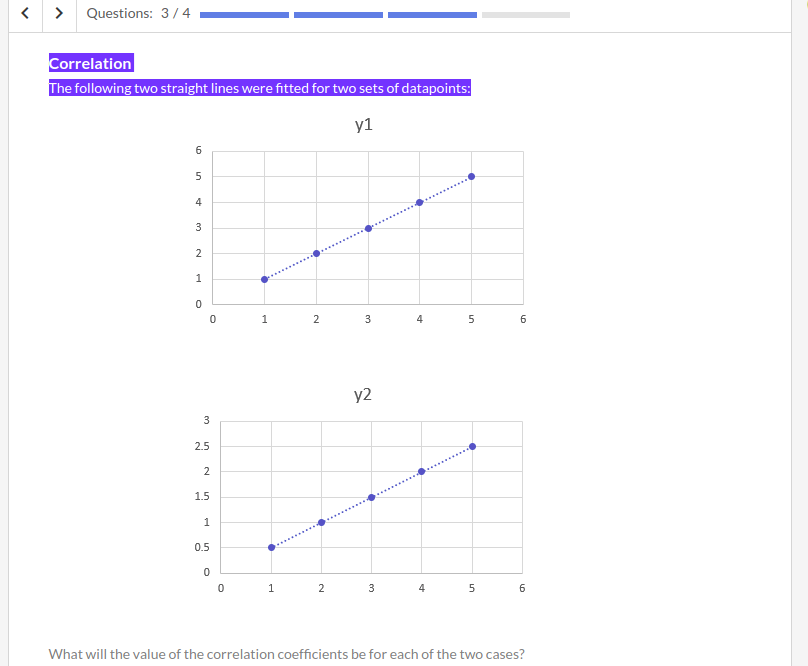 Questions: 3 / 4
Correlation
The following two straight lines were fitted for two sets of datapoints:
y1
6
5
4
3
2
1
0
0 1 2 3 4 5 6
y2
3
2.5
2
1.5
1
0.5
0
0 1 2 3 4 5 6
What will the value of the correlation coefficients be for each of the two cases?